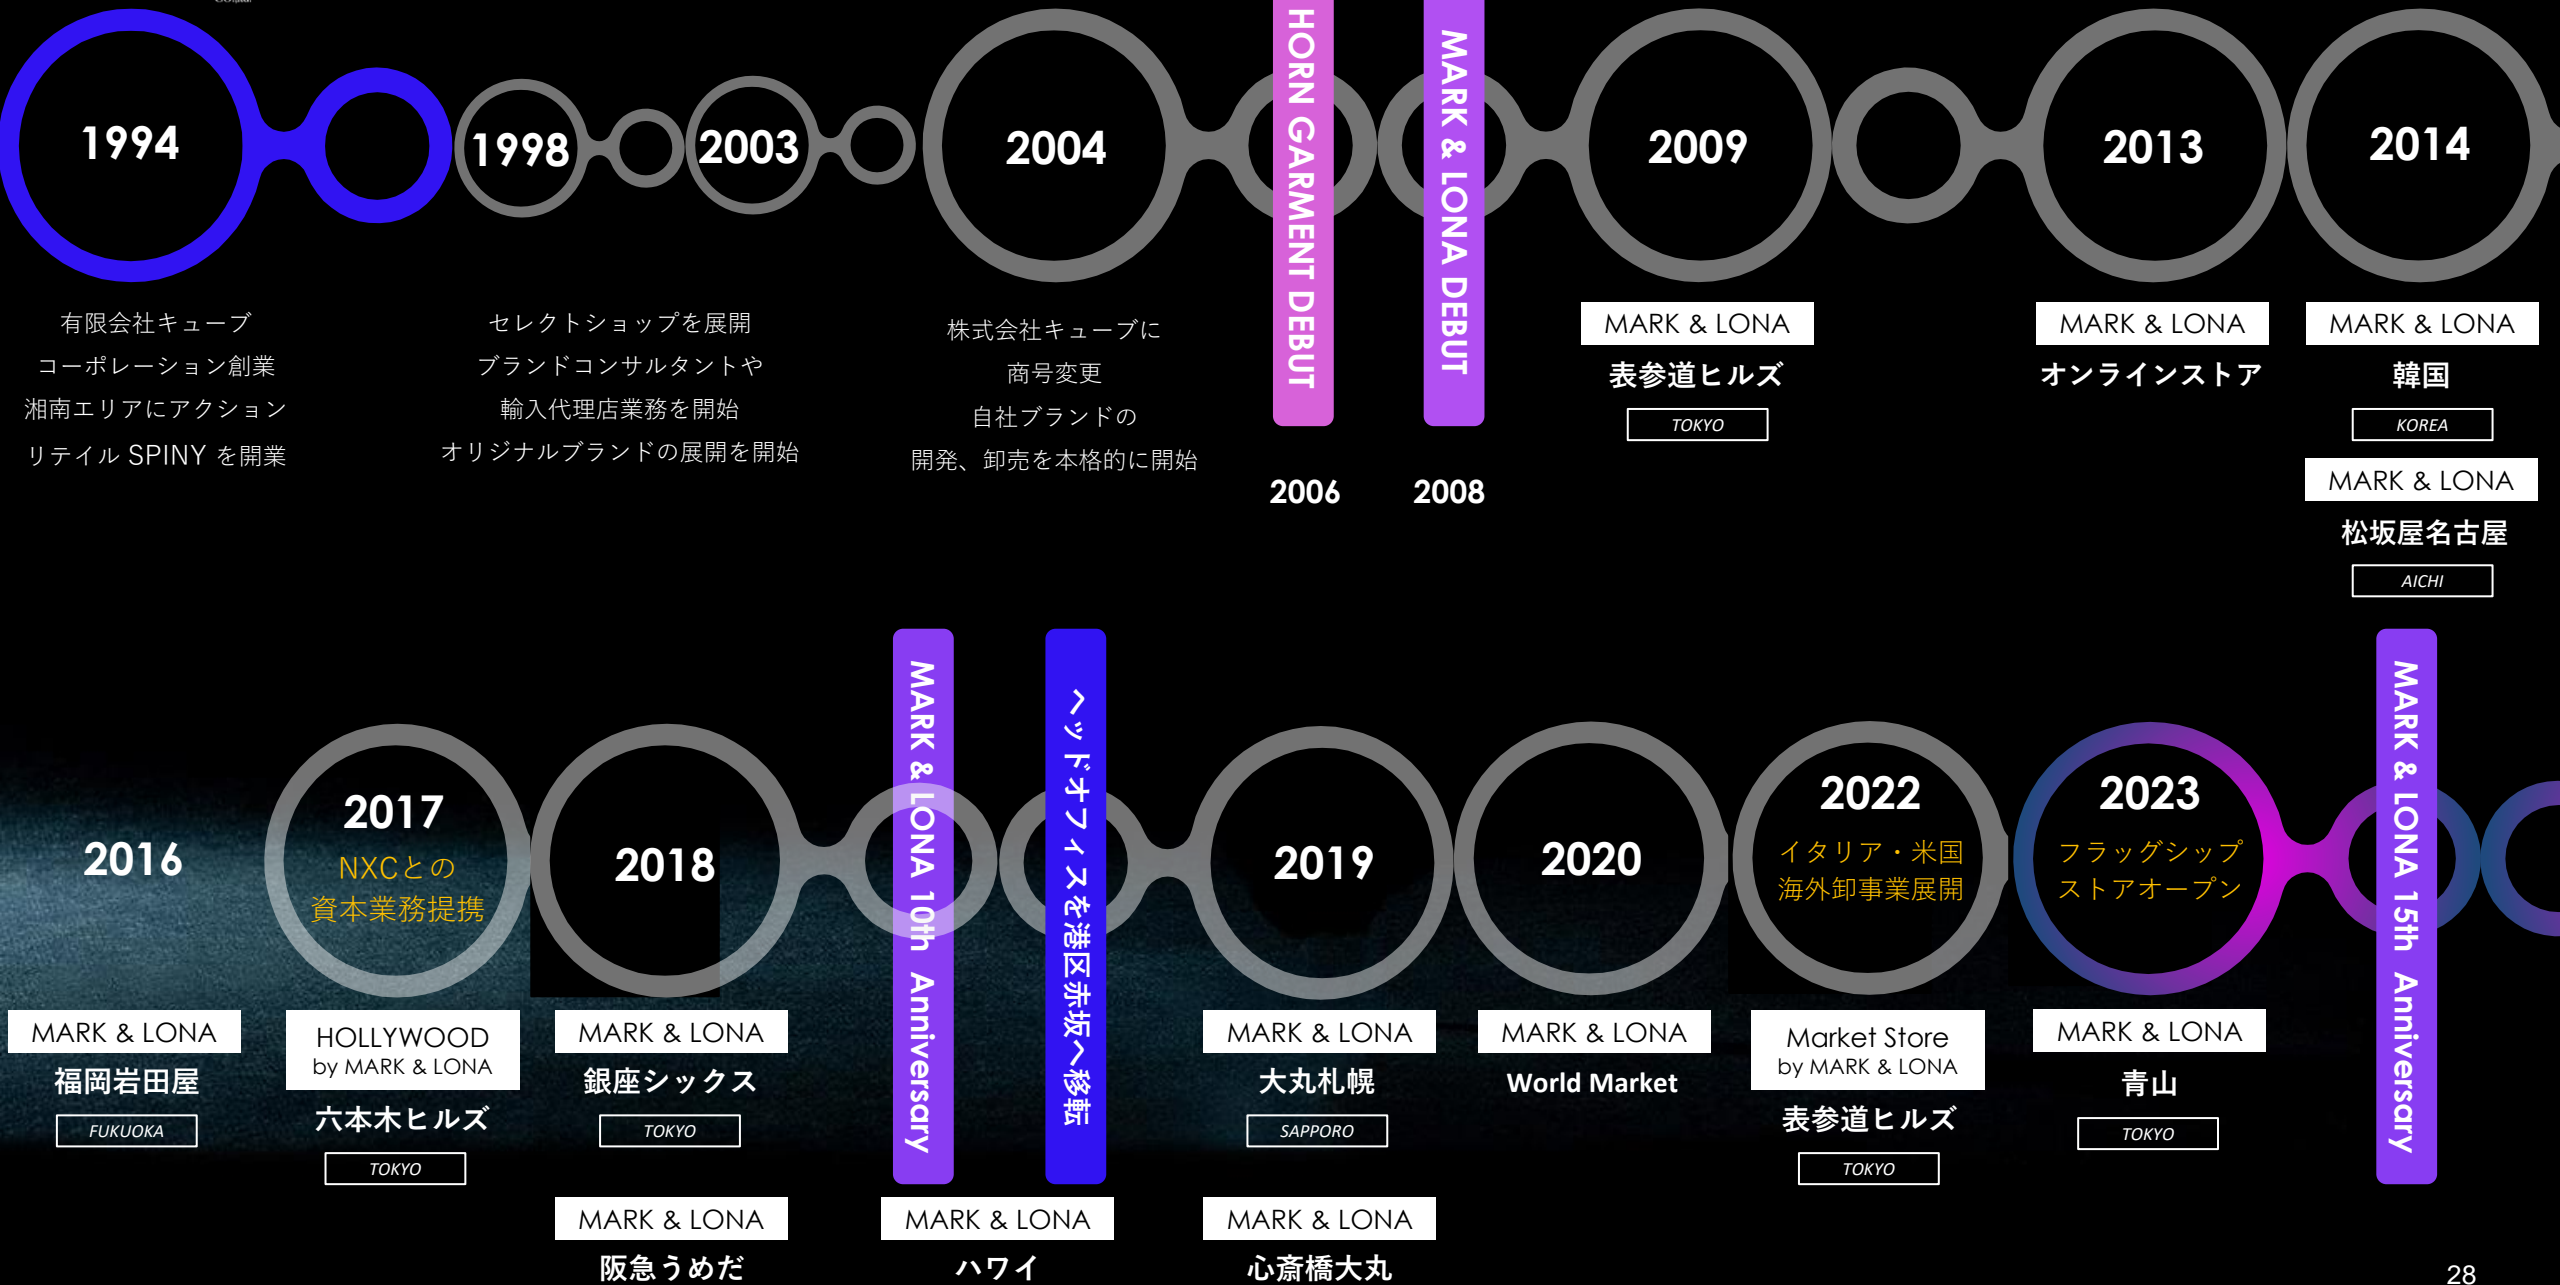 1994
有限会社キューブ
コーポレーション創業
湘南エリアにアクション
リテイル SPINY を開業
1998
2003
セレクトショップを展開
ブランドコンサルタントや
輸入代理店業務を開始
オリジナルブランドの展開を開始
2004
株式会社キューブに
商号変更
自社ブランドの
開発、卸売を本格的に開始
HORN GARMENT DEBUT
2006
MARK & LONA DEBUT
2008
2009
MARK & LONA
表参道ヒルズ
TOKYO
2013
MARK & LONA
オンラインストア
2014
MARK & LONA
韓国
KOREA
MARK & LONA
松坂屋名古屋
AICHI
2016
MARK & LONA
福岡岩田屋
FUKUOKA
2017
NXCとの
資本業務提携
HOLLYWOOD
by MARK & LONA
六本木ヒルズ
TOKYO
2018
MARK & LONA
銀座シックス
TOKYO
MARK & LONA
阪急うめだ
MARK & LONA 10th Anniversary
MARK & LONA
ハワイ
ヘッドオフィスを港区赤坂へ移転
2019
MARK & LONA
大丸札幌
SAPPORO
MARK & LONA
心斎橋大丸
2020
MARK & LONA
World Market
2022
イタリア・米国
海外卸事業展開
Market Store
by MARK & LONA
表参道ヒルズ
TOKYO
2023
フラッグシップ
ストアオープン
MARK & LONA
青山
TOKYO
MARK & LONA 15th Anniversary
28